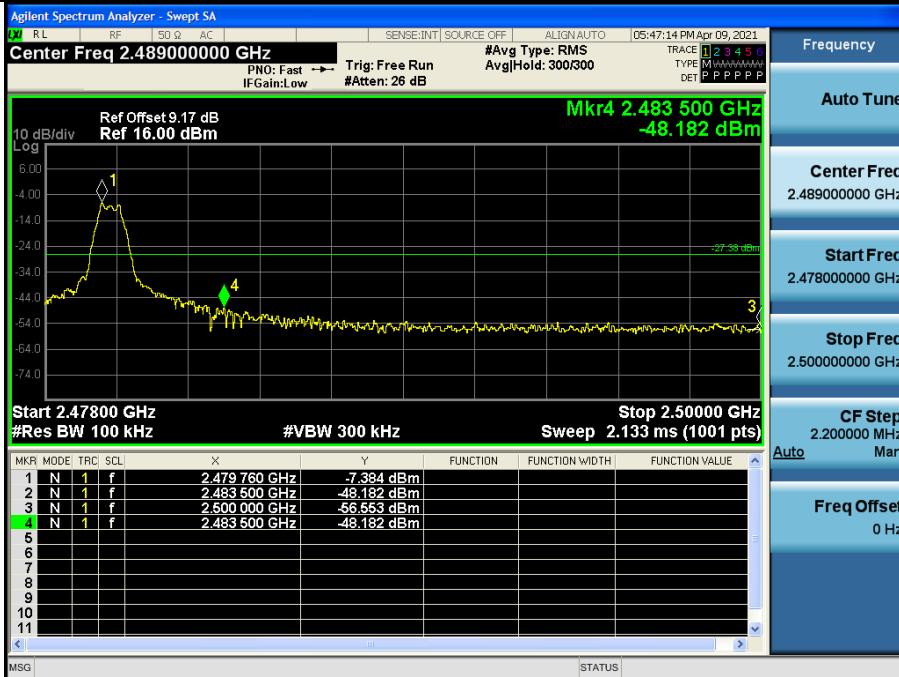 Agilent Spectrum Analyzer - Swept SA
LXI RL RF 50 Ω AC SENSE:INT SOURCE OFF ALIGN AUTO 05:47:14 PM Apr 09, 2021
Center Freq 2.489000000 GHz
PNO: Fast
IFGain:Low
Trig: Free Run
#Atten: 26 dB
#Avg Type: RMS
Avg|Hold: 300/300
TRACE 1 2 3 4 5 6
TYPE MWWWWW
DET P P P P P P
Mkr4 2.483 500 GHz
-48.182 dBm
Ref Offset 9.17 dB
10 dB/div Ref 16.00 dBm
Log
6.00
-4.00
-14.0
-24.0
-34.0
-44.0
-54.0
-64.0
-74.0
1
4
3
-27.38 dBm
Start 2.47800 GHz Stop 2.50000 GHz
#Res BW 100 kHz #VBW 300 kHz Sweep 2.133 ms (1001 pts)
MKR MODE TRC SCL X Y FUNCTION FUNCTION WIDTH FUNCTION VALUE
1 N 1 f 2.479 760 GHz -7.384 dBm
2 N 1 f 2.483 500 GHz -48.182 dBm
3 N 1 f 2.500 000 GHz -56.553 dBm
4 N 1 f 2.483 500 GHz -48.182 dBm
5
6
7
8
9
10
11
MSG STATUS
Frequency
Auto Tune
Center Freq
2.489000000 GHz
Start Freq
2.478000000 GHz
Stop Freq
2.500000000 GHz
CF Step
2.200000 MHz
Auto Man
Freq Offset
0 Hz